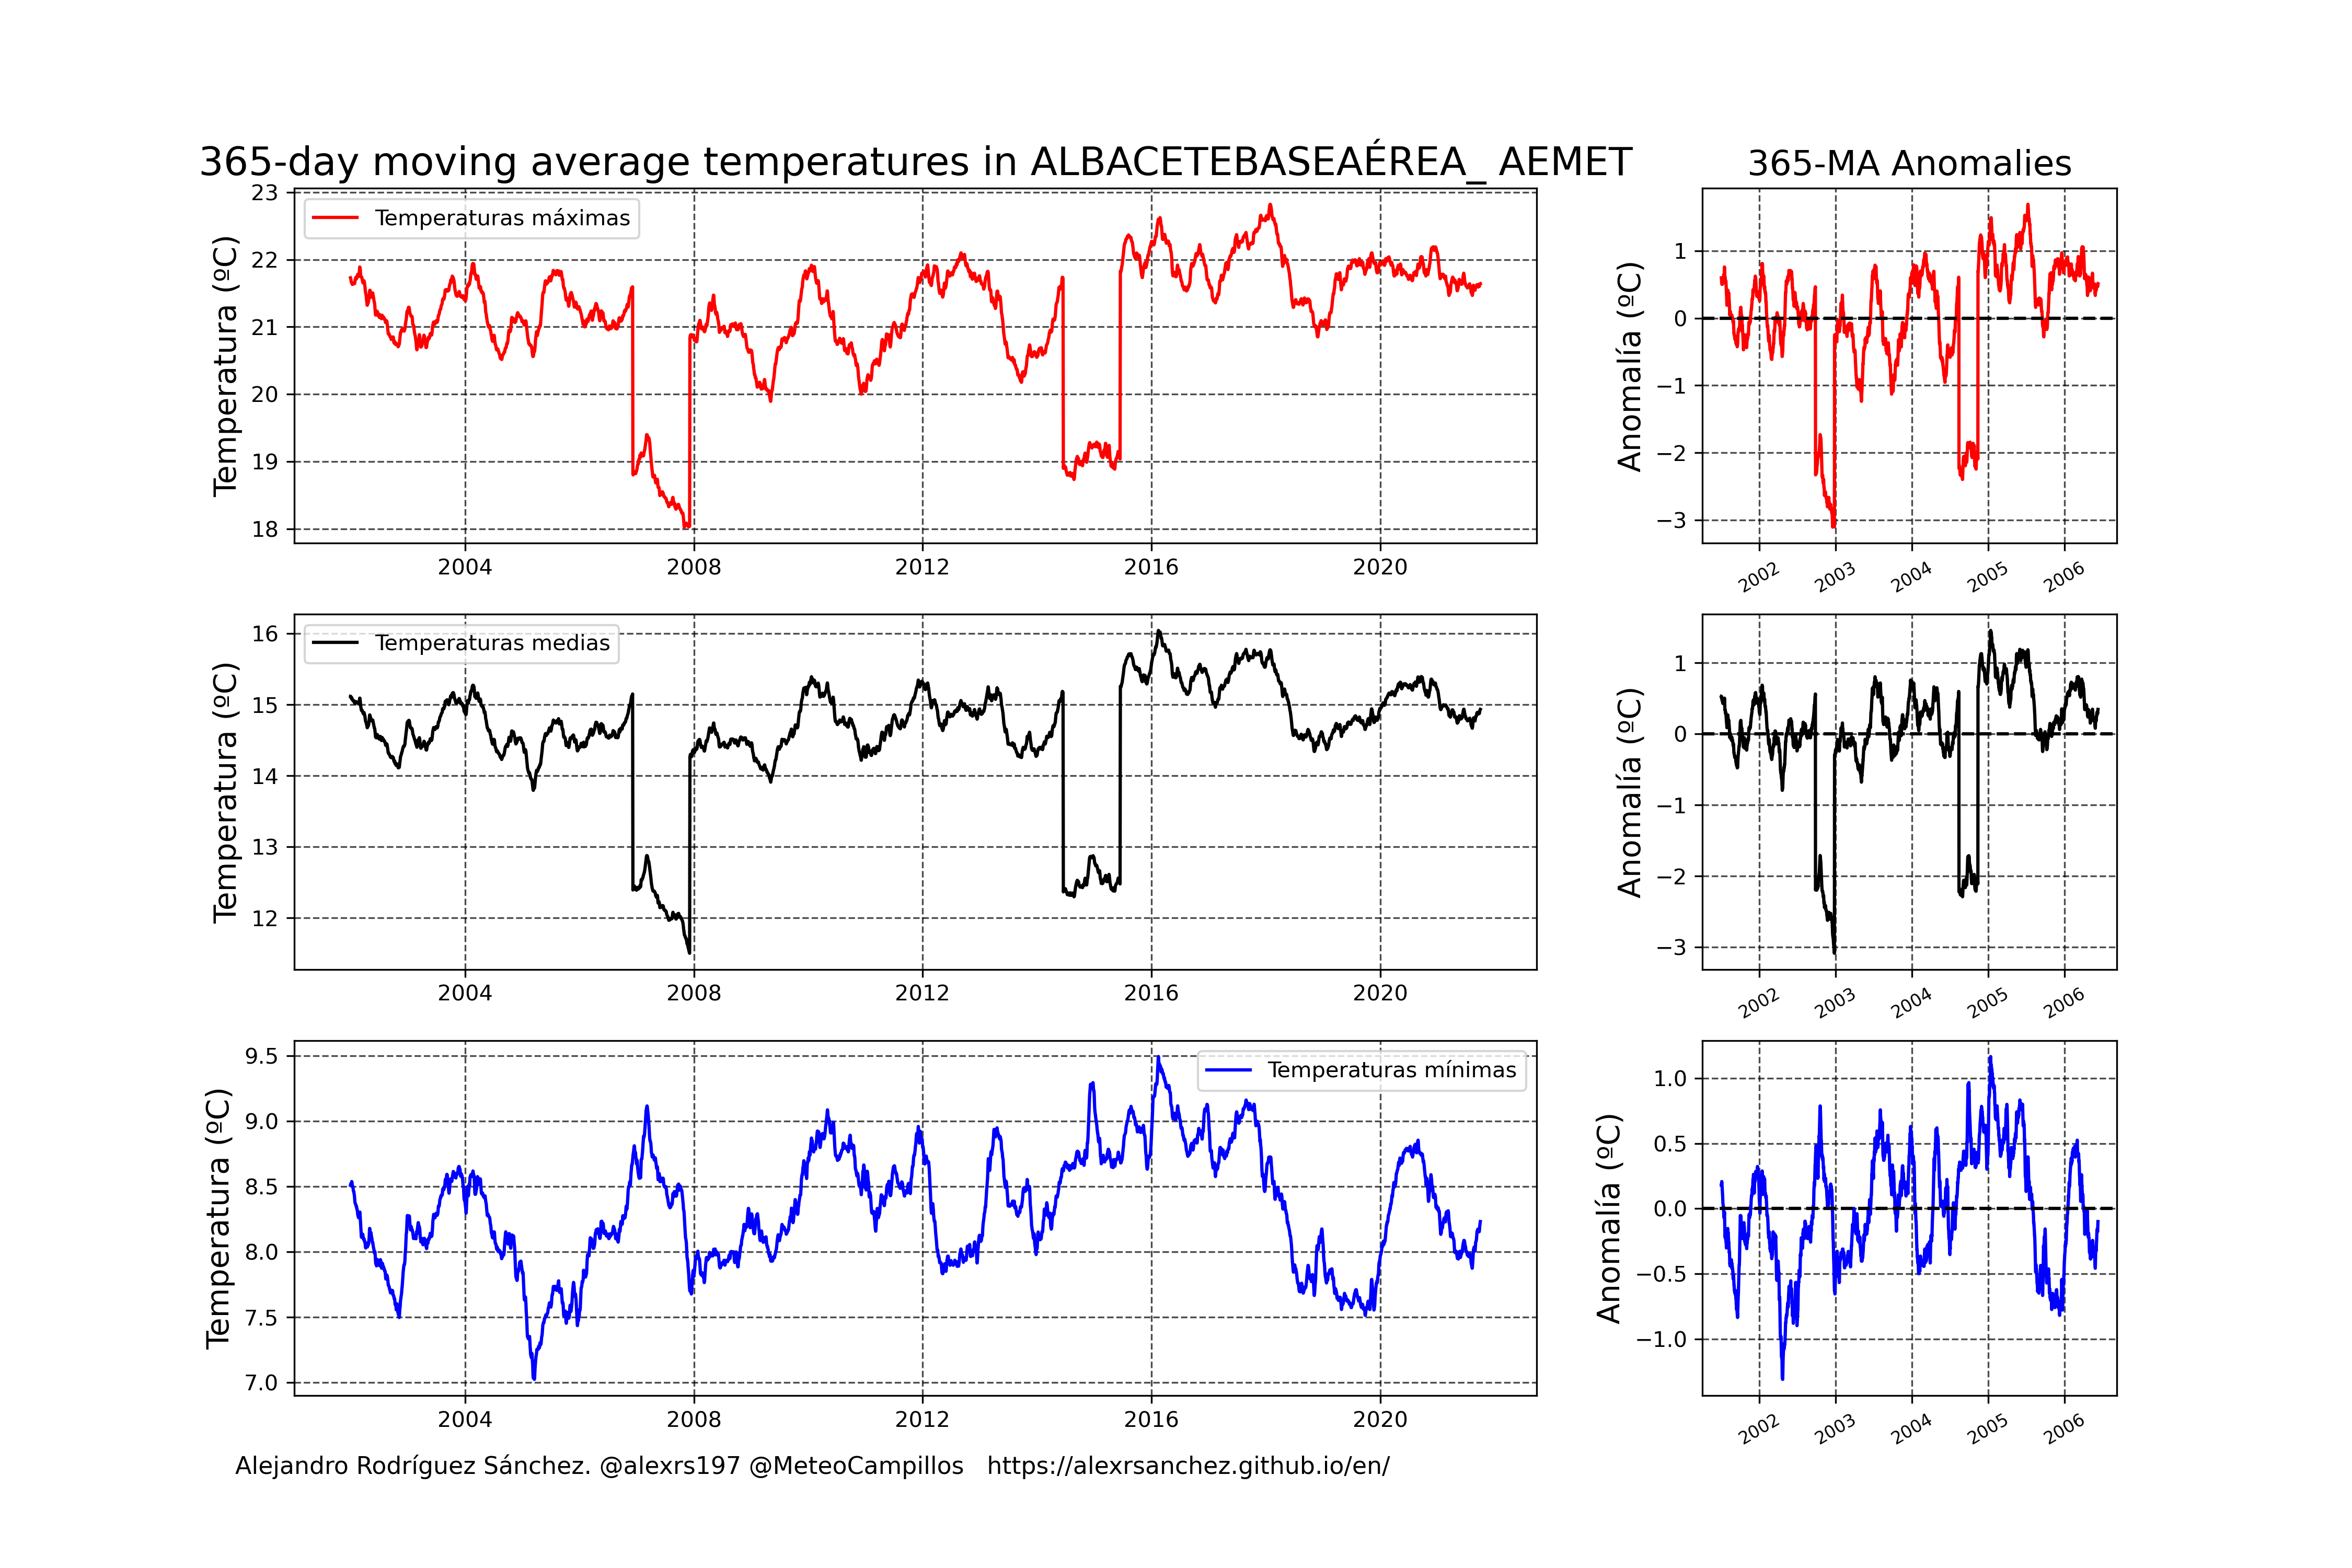 365-day moving average temperatures in ALBACETEBASEAÉREA_ AEMET
365-MA Anomalies
Temperatura (ºC)
23
22
21
20
19
18
Temperaturas máximas
2004 2008 2012 2016 2020
Anomalía (ºC)
1
0
−1
−2
−3
2002 2003 2004 2005 2006
Temperatura (ºC)
16
15
14
13
12
Temperaturas medias
2004 2008 2012 2016 2020
Anomalía (ºC)
1
0
−1
−2
−3
2002 2003 2004 2005 2006
Temperatura (ºC)
9.5
9.0
8.5
8.0
7.5
7.0
Temperaturas mínimas
2004 2008 2012 2016 2020
Anomalía (ºC)
1.0
0.5
0.0
−0.5
−1.0
2002 2003 2004 2005 2006
Alejandro Rodríguez Sánchez. @alexrs197 @MeteoCampillos https://alexrsanchez.github.io/en/